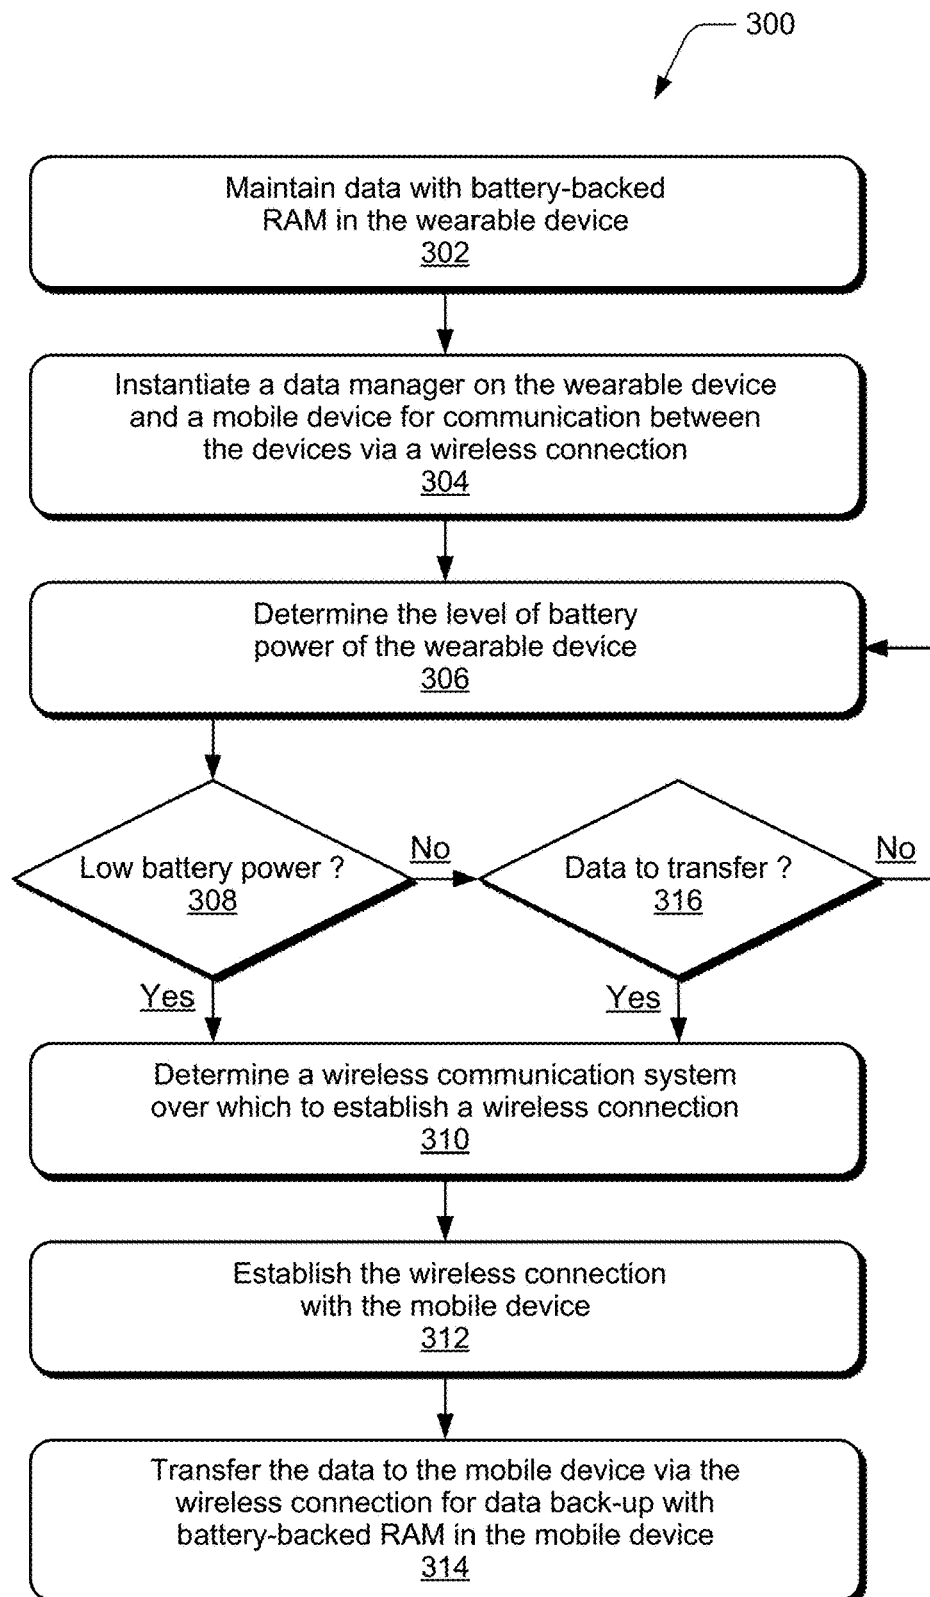 300
Maintain data with battery-backed
RAM in the wearable device
302
Instantiate a data manager on the wearable device
and a mobile device for communication between
the devices via a wireless connection
304
Determine the level of battery
power of the wearable device
306
Low battery power ?
308
No
Data to transfer ?
316
No
Yes
Yes
Determine a wireless communication system
over which to establish a wireless connection
310
Establish the wireless connection
with the mobile device
312
Transfer the data to the mobile device via the
wireless connection for data back-up with
battery-backed RAM in the mobile device
314